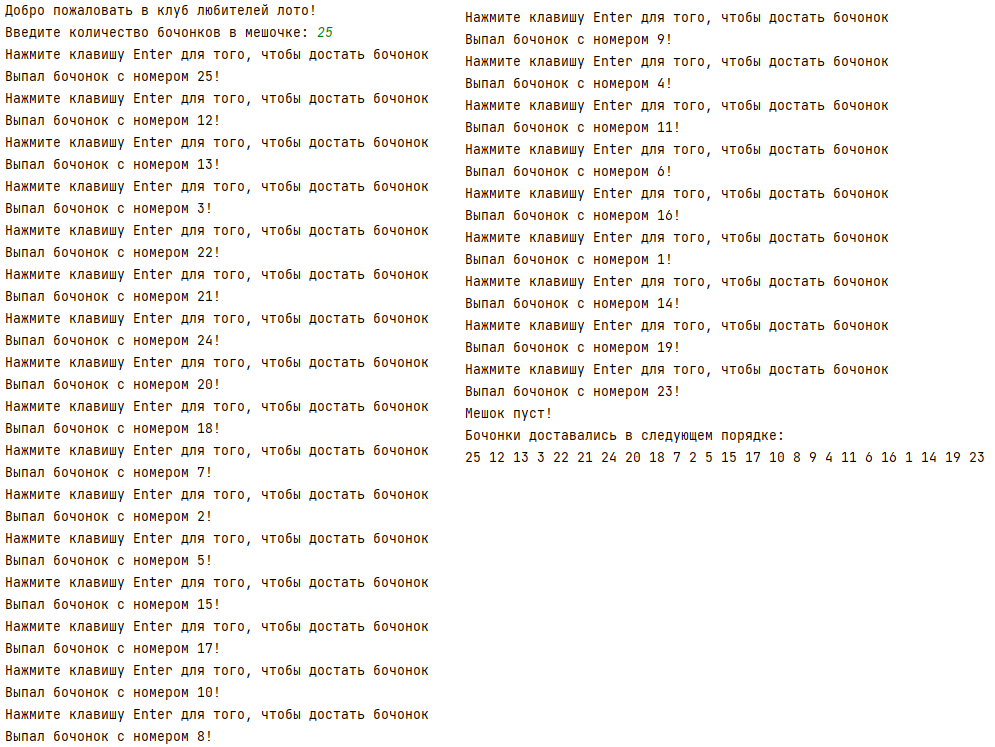 Добро пожаловать в клуб любителей лото!
Введите количество бочонков в мешочке: 25
Нажмите клавишу Enter для того, чтобы достать бочонок
Выпал бочонок с номером 25!
Нажмите клавишу Enter для того, чтобы достать бочонок
Выпал бочонок с номером 12!
Нажмите клавишу Enter для того, чтобы достать бочонок
Выпал бочонок с номером 13!
Нажмите клавишу Enter для того, чтобы достать бочонок
Выпал бочонок с номером 3!
Нажмите клавишу Enter для того, чтобы достать бочонок
Выпал бочонок с номером 22!
Нажмите клавишу Enter для того, чтобы достать бочонок
Выпал бочонок с номером 21!
Нажмите клавишу Enter для того, чтобы достать бочонок
Выпал бочонок с номером 24!
Нажмите клавишу Enter для того, чтобы достать бочонок
Выпал бочонок с номером 20!
Нажмите клавишу Enter для того, чтобы достать бочонок
Выпал бочонок с номером 18!
Нажмите клавишу Enter для того, чтобы достать бочонок
Выпал бочонок с номером 7!
Нажмите клавишу Enter для того, чтобы достать бочонок
Выпал бочонок с номером 2!
Нажмите клавишу Enter для того, чтобы достать бочонок
Выпал бочонок с номером 5!
Нажмите клавишу Enter для того, чтобы достать бочонок
Выпал бочонок с номером 15!
Нажмите клавишу Enter для того, чтобы достать бочонок
Выпал бочонок с номером 17!
Нажмите клавишу Enter для того, чтобы достать бочонок
Выпал бочонок с номером 10!
Нажмите клавишу Enter для того, чтобы достать бочонок
Выпал бочонок с номером 8!
Нажмите клавишу Enter для того, чтобы достать бочонок
Выпал бочонок с номером 9!
Нажмите клавишу Enter для того, чтобы достать бочонок
Выпал бочонок с номером 4!
Нажмите клавишу Enter для того, чтобы достать бочонок
Выпал бочонок с номером 11!
Нажмите клавишу Enter для того, чтобы достать бочонок
Выпал бочонок с номером 6!
Нажмите клавишу Enter для того, чтобы достать бочонок
Выпал бочонок с номером 16!
Нажмите клавишу Enter для того, чтобы достать бочонок
Выпал бочонок с номером 1!
Нажмите клавишу Enter для того, чтобы достать бочонок
Выпал бочонок с номером 14!
Нажмите клавишу Enter для того, чтобы достать бочонок
Выпал бочонок с номером 19!
Нажмите клавишу Enter для того, чтобы достать бочонок
Выпал бочонок с номером 23!
Мешок пуст!
Бочонки доставались в следующем порядке:
25 12 13 3 22 21 24 20 18 7 2 5 15 17 10 8 9 4 11 6 16 1 14 19 23